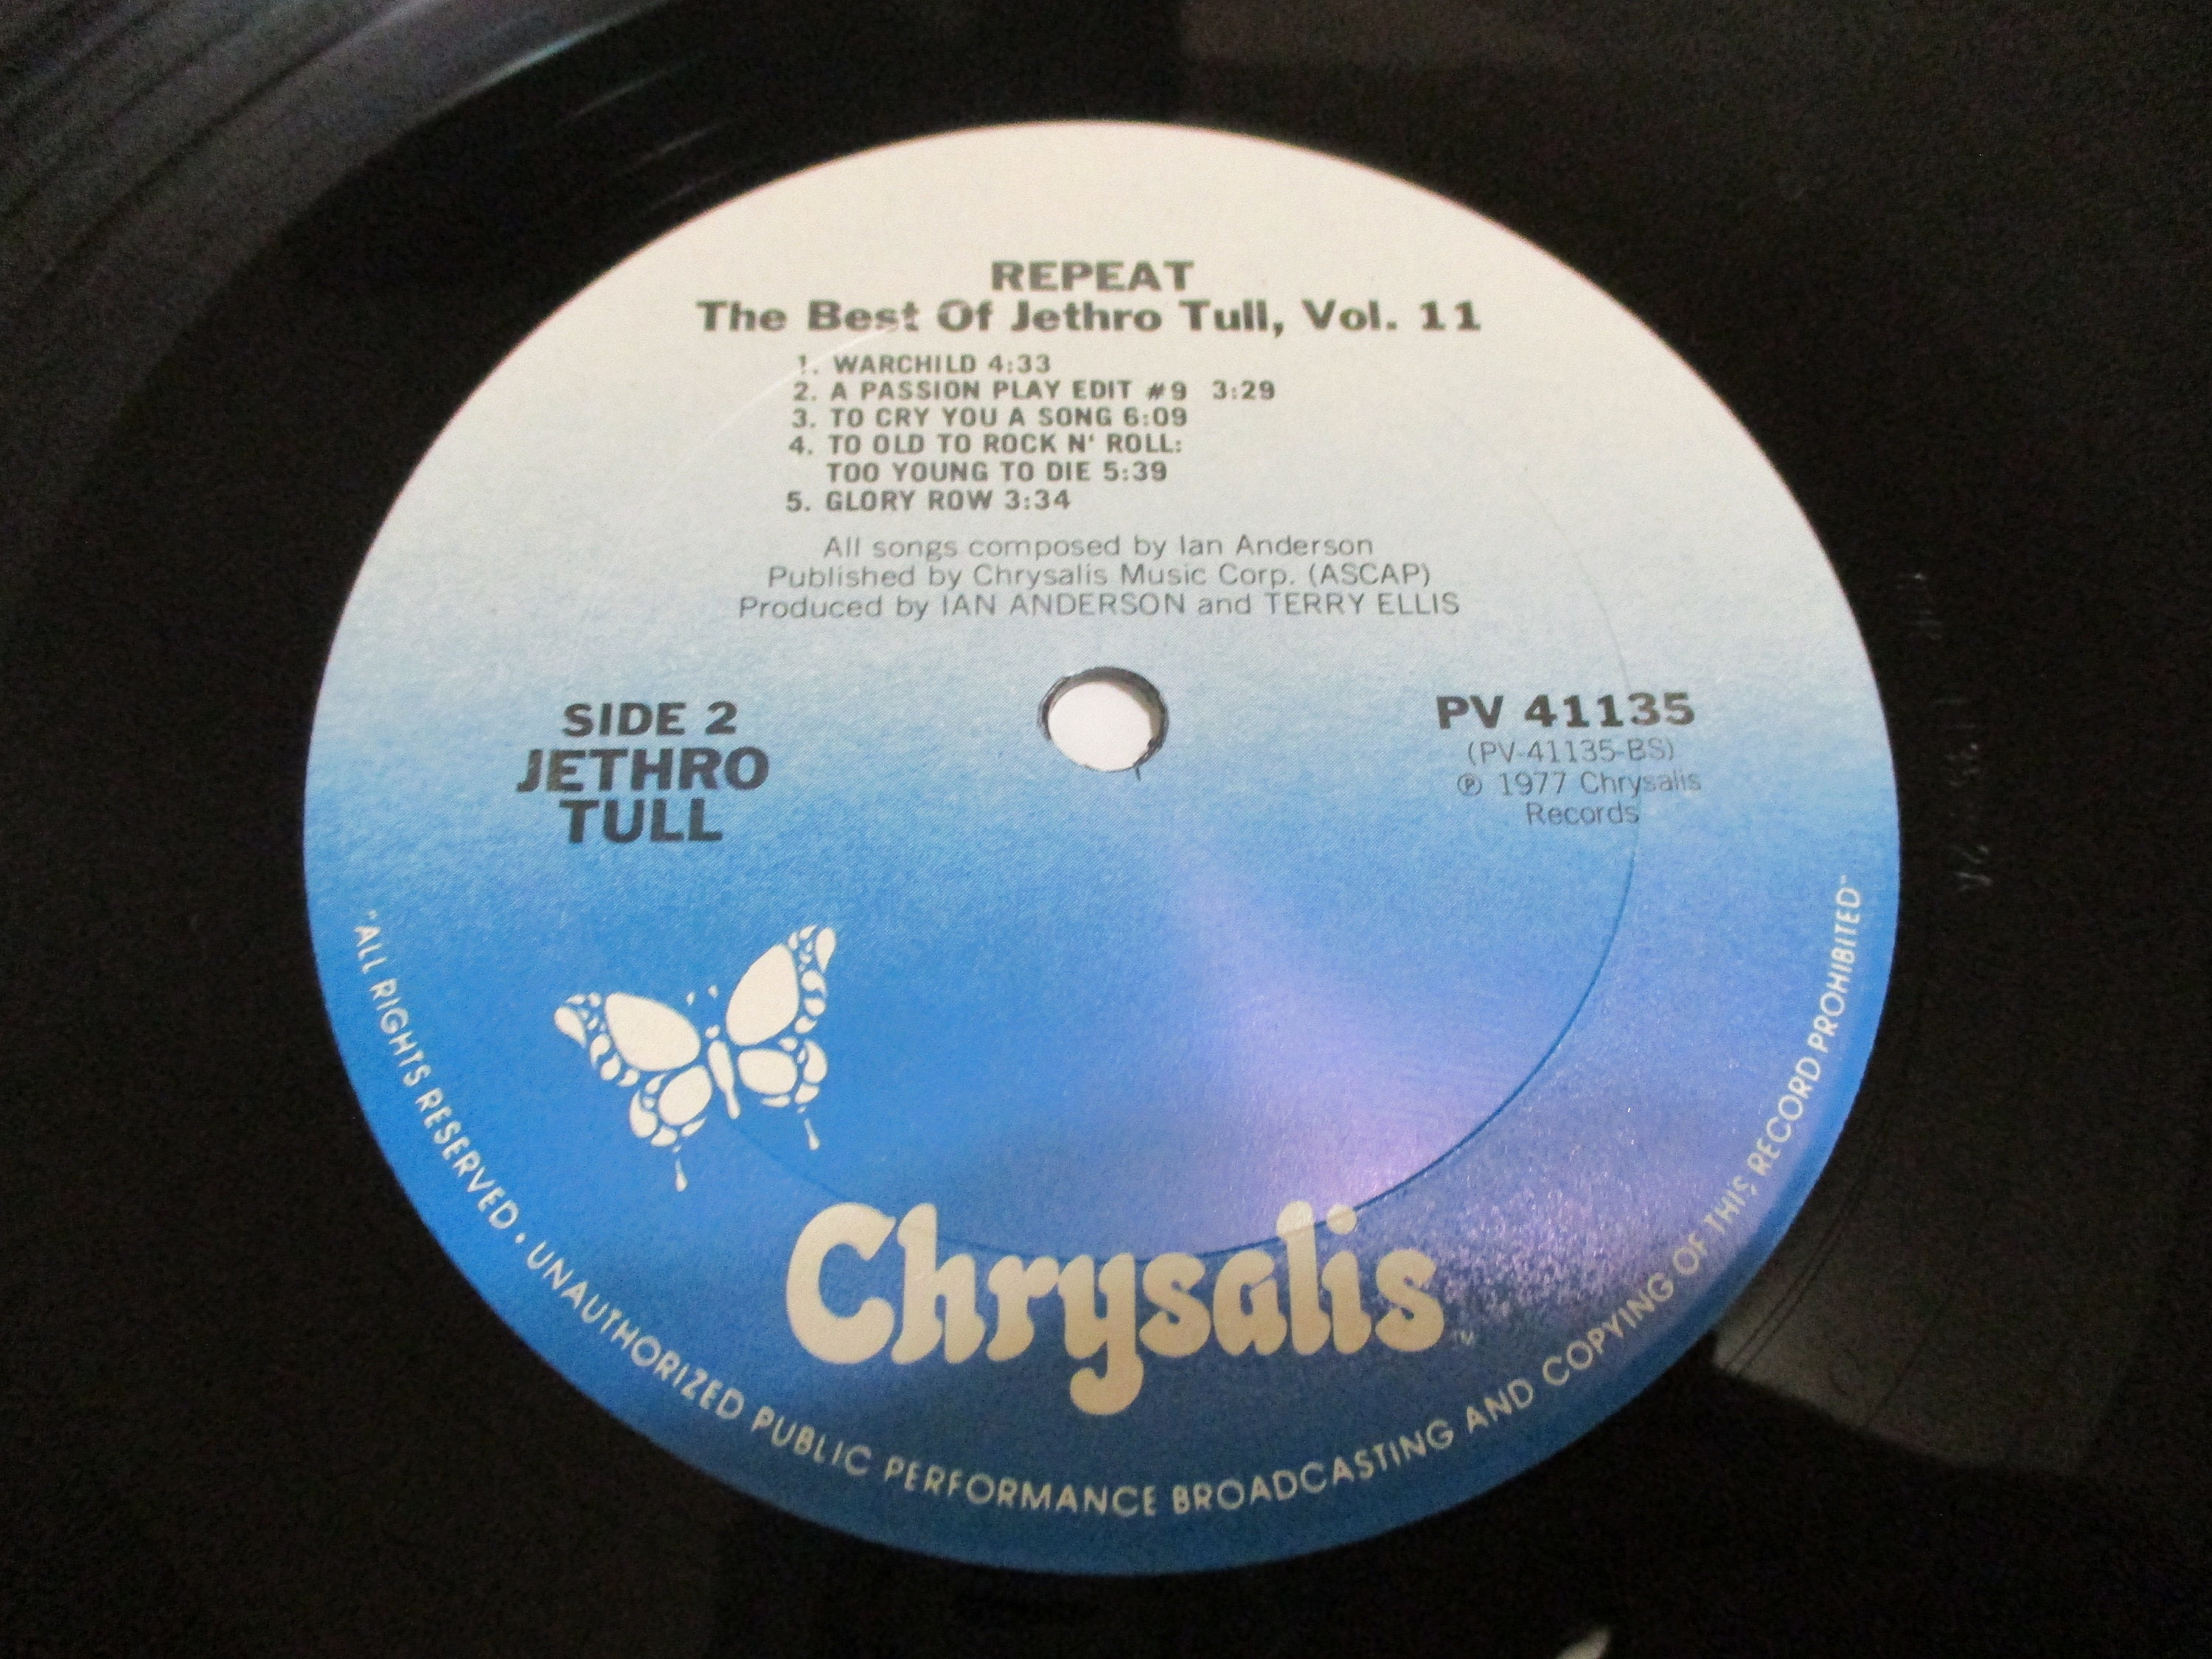 REPEAT
The Best Of Jethro Tull, Vol. 11
1. WARCHILD 4:33
2. A PASSION PLAY EDIT #9 3:29
3. TO CRY YOU A SONG 6:09
4. TO OLD TO ROCK N' ROLL:
TOO YOUNG TO DIE 5:39
5. GLORY ROW 3:34
All songs composed by Ian Anderson
Published by Chrysalis Music Corp. (ASCAP)
Produced by IAN ANDERSON and TERRY ELLIS
SIDE 2
JETHRO
TULL
PV 41135
(PV-41135-BS)
℗ 1977 Chrysalis
Records
Chrysalis™
"ALL RIGHTS RESERVED • UNAUTHORIZED PUBLIC PERFORMANCE BROADCASTING AND COPYING OF THIS RECORD PROHIBITED"